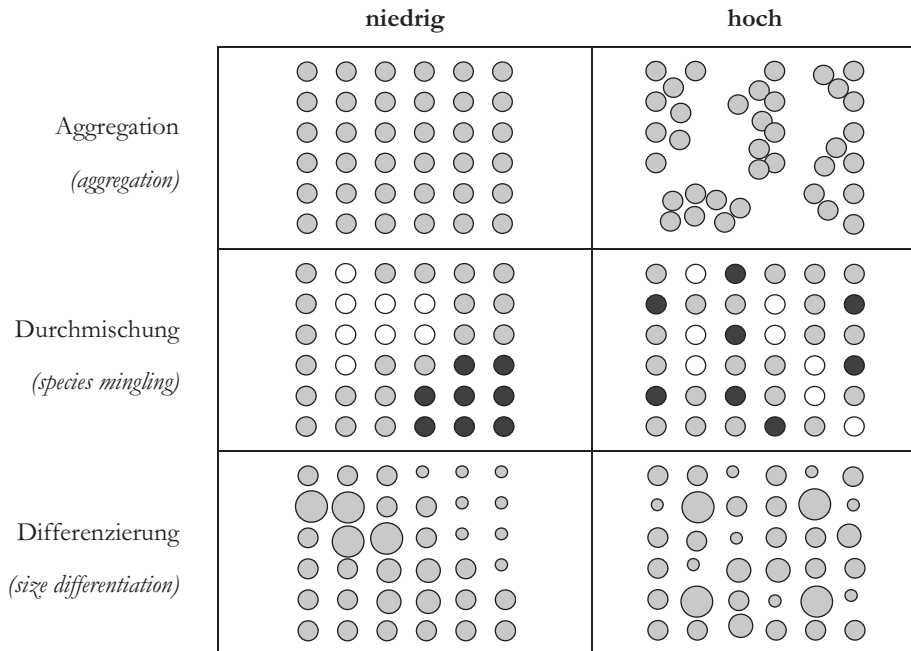 niedrig hoch
Aggregation
(aggregation)
Durchmischung
(species mingling)
Differenzierung
(size differentiation)